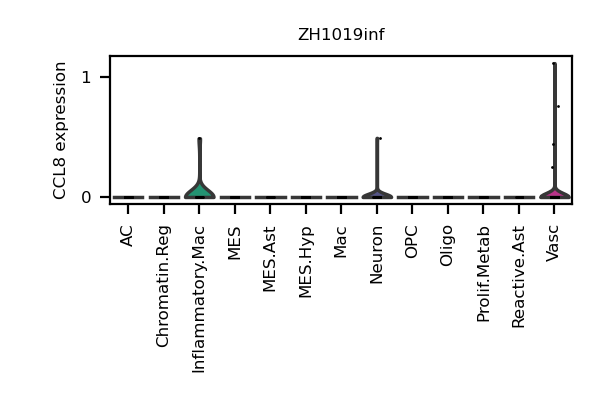 ZH1019inf
CCL8 expression
1
0
AC
Chromatin.Reg
Inflammatory.Mac
MES
MES.Ast
MES.Hyp
Mac
Neuron
OPC
Oligo
Prolif.Metab
Reactive.Ast
Vasc